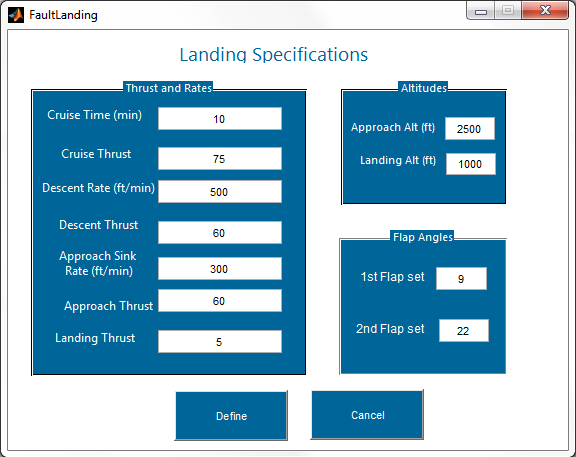 FaultLanding
Landing Specifications
Thrust and Rates
Cruise Time (min) 10
Cruise Thrust 75
Descent Rate (ft/min) 500
Descent Thrust 60
Approach Sink
Rate (ft/min) 300
Approach Thrust 60
Landing Thrust 5
Altitudes
Approach Alt (ft) 2500
Landing Alt (ft) 1000
Flap Angles
1st Flap set 9
2nd Flap set 22
Define
Cancel